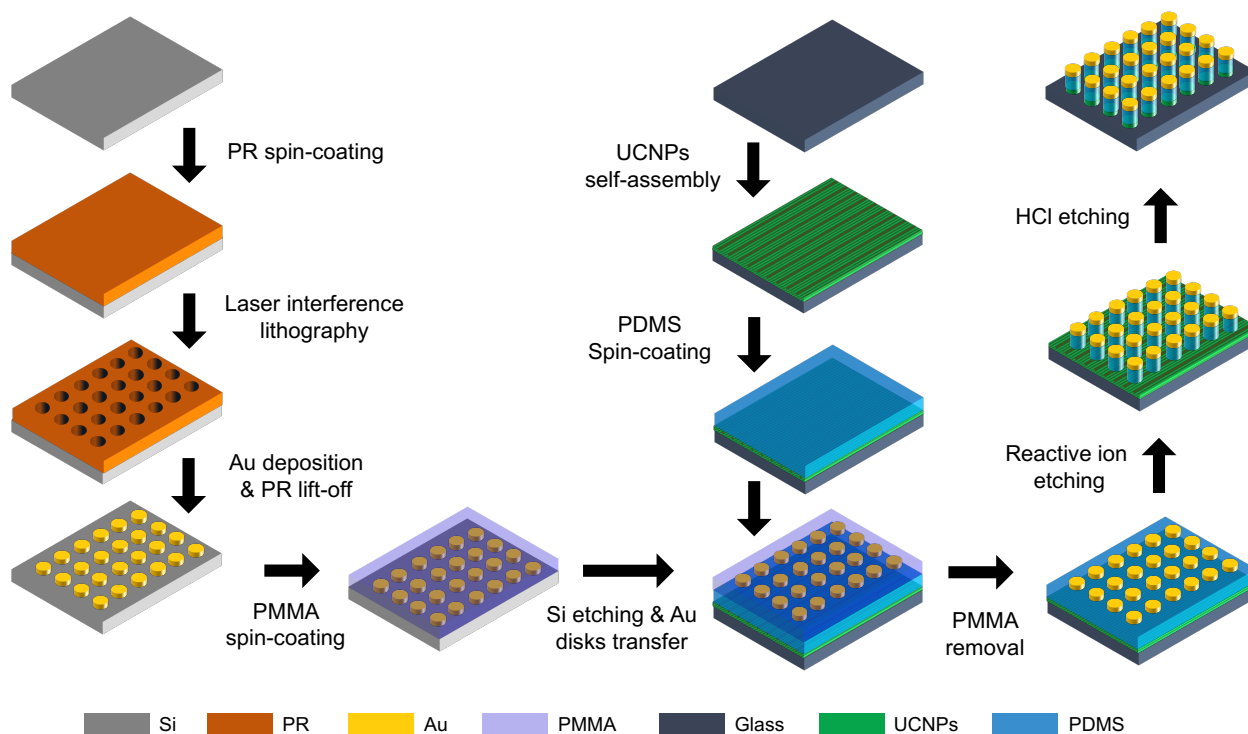 PR spin-coating
Laser interference
lithography
Au deposition
& PR lift-off
PMMA
spin-coating
Si etching & Au
disks transfer
UCNPs
self-assembly
PDMS
Spin-coating
PMMA
removal
Reactive ion
etching
HCl etching
Si
PR
Au
PMMA
Glass
UCNPs
PDMS